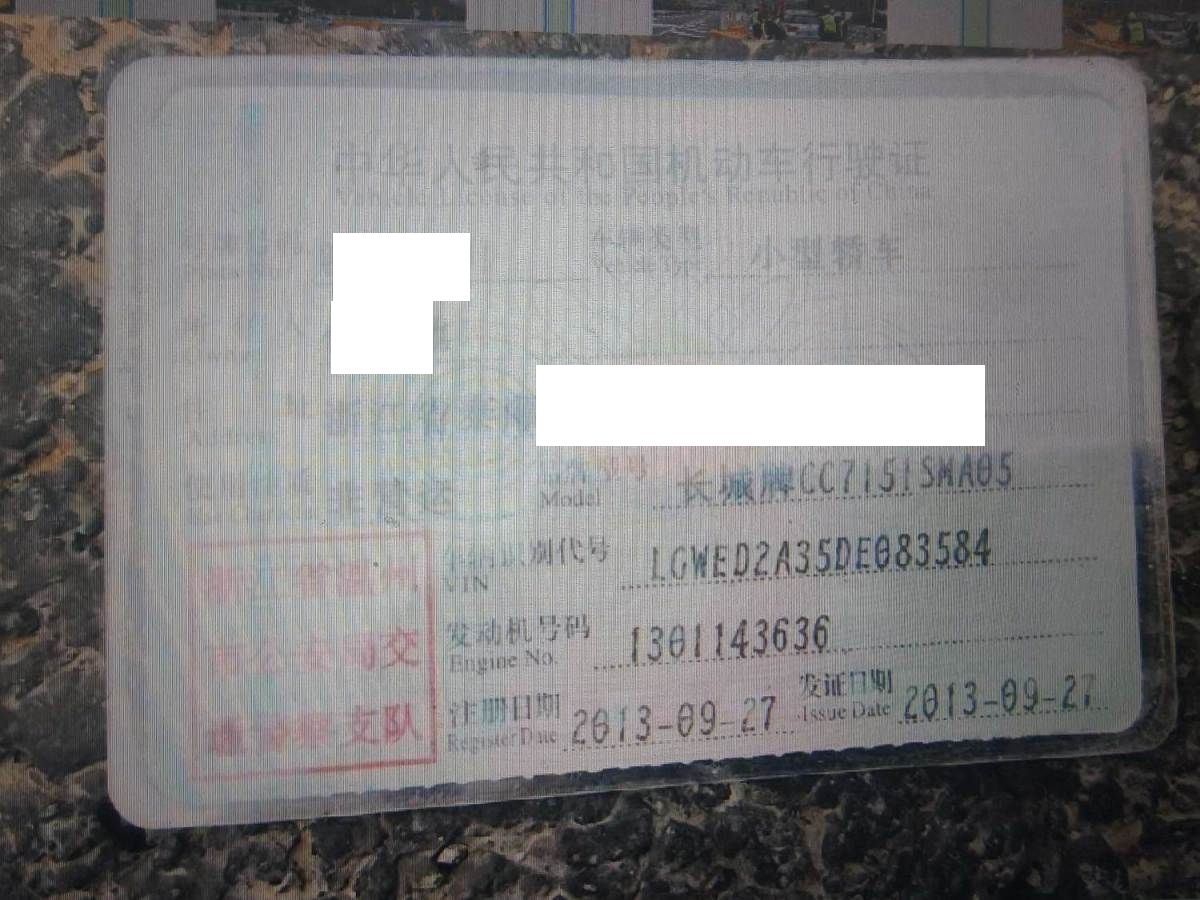 中华人民共和国机动车行驶证
Vehicle License of the People's Republic of China
车辆类型 小型轿车
Address 浙江省
非营运 Model 长城牌CC7151SMA05
车辆识别代号 LGWED2A35DE083584
VIN
发动机号码 1301143636
Engine No.
注册日期 2013-09-27 发证日期 2013-09-27
Register Date Issue Date
浙江省温州
市公安局交
通警察支队